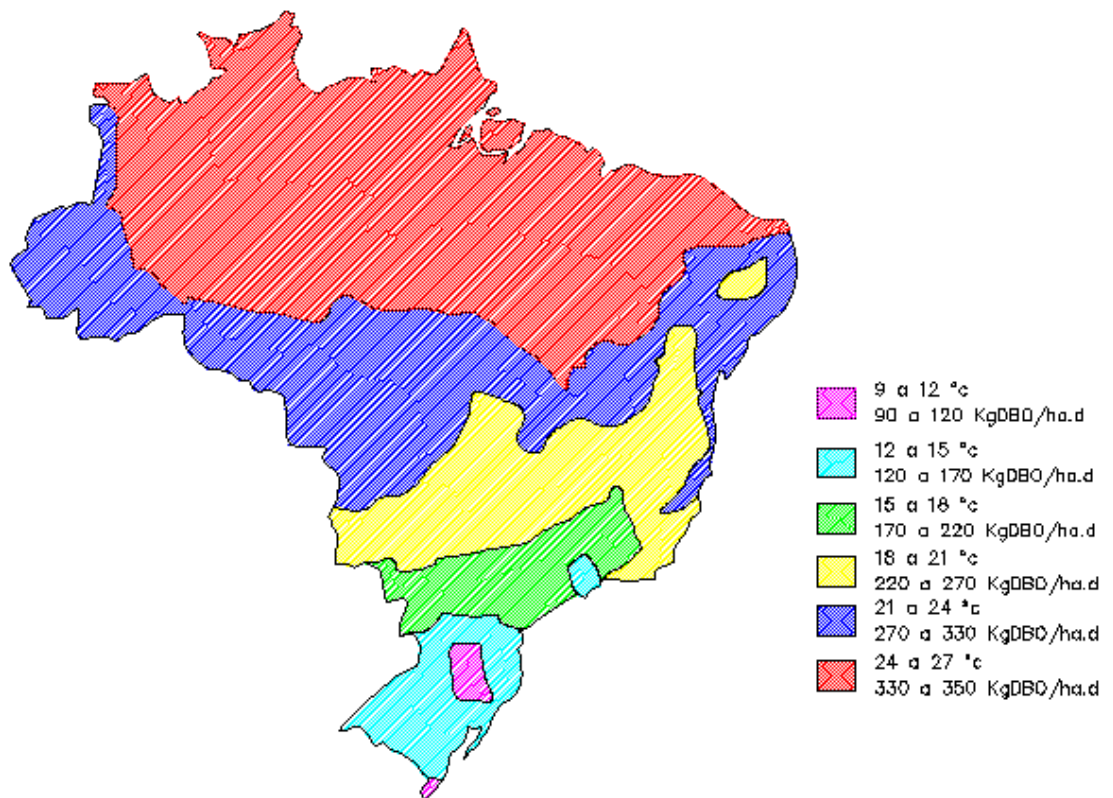 9 a 12 °c
90 a 120 KgDBO/ha.d
12 a 15 °c
120 a 170 KgDBO/ha.d
15 a 18 °c
170 a 220 KgDBO/ha.d
18 a 21 °c
220 a 270 KgDBO/ha.d
21 a 24 °c
270 a 330 KgDBO/ha.d
24 a 27 °c
330 a 350 KgDBO/ha.d